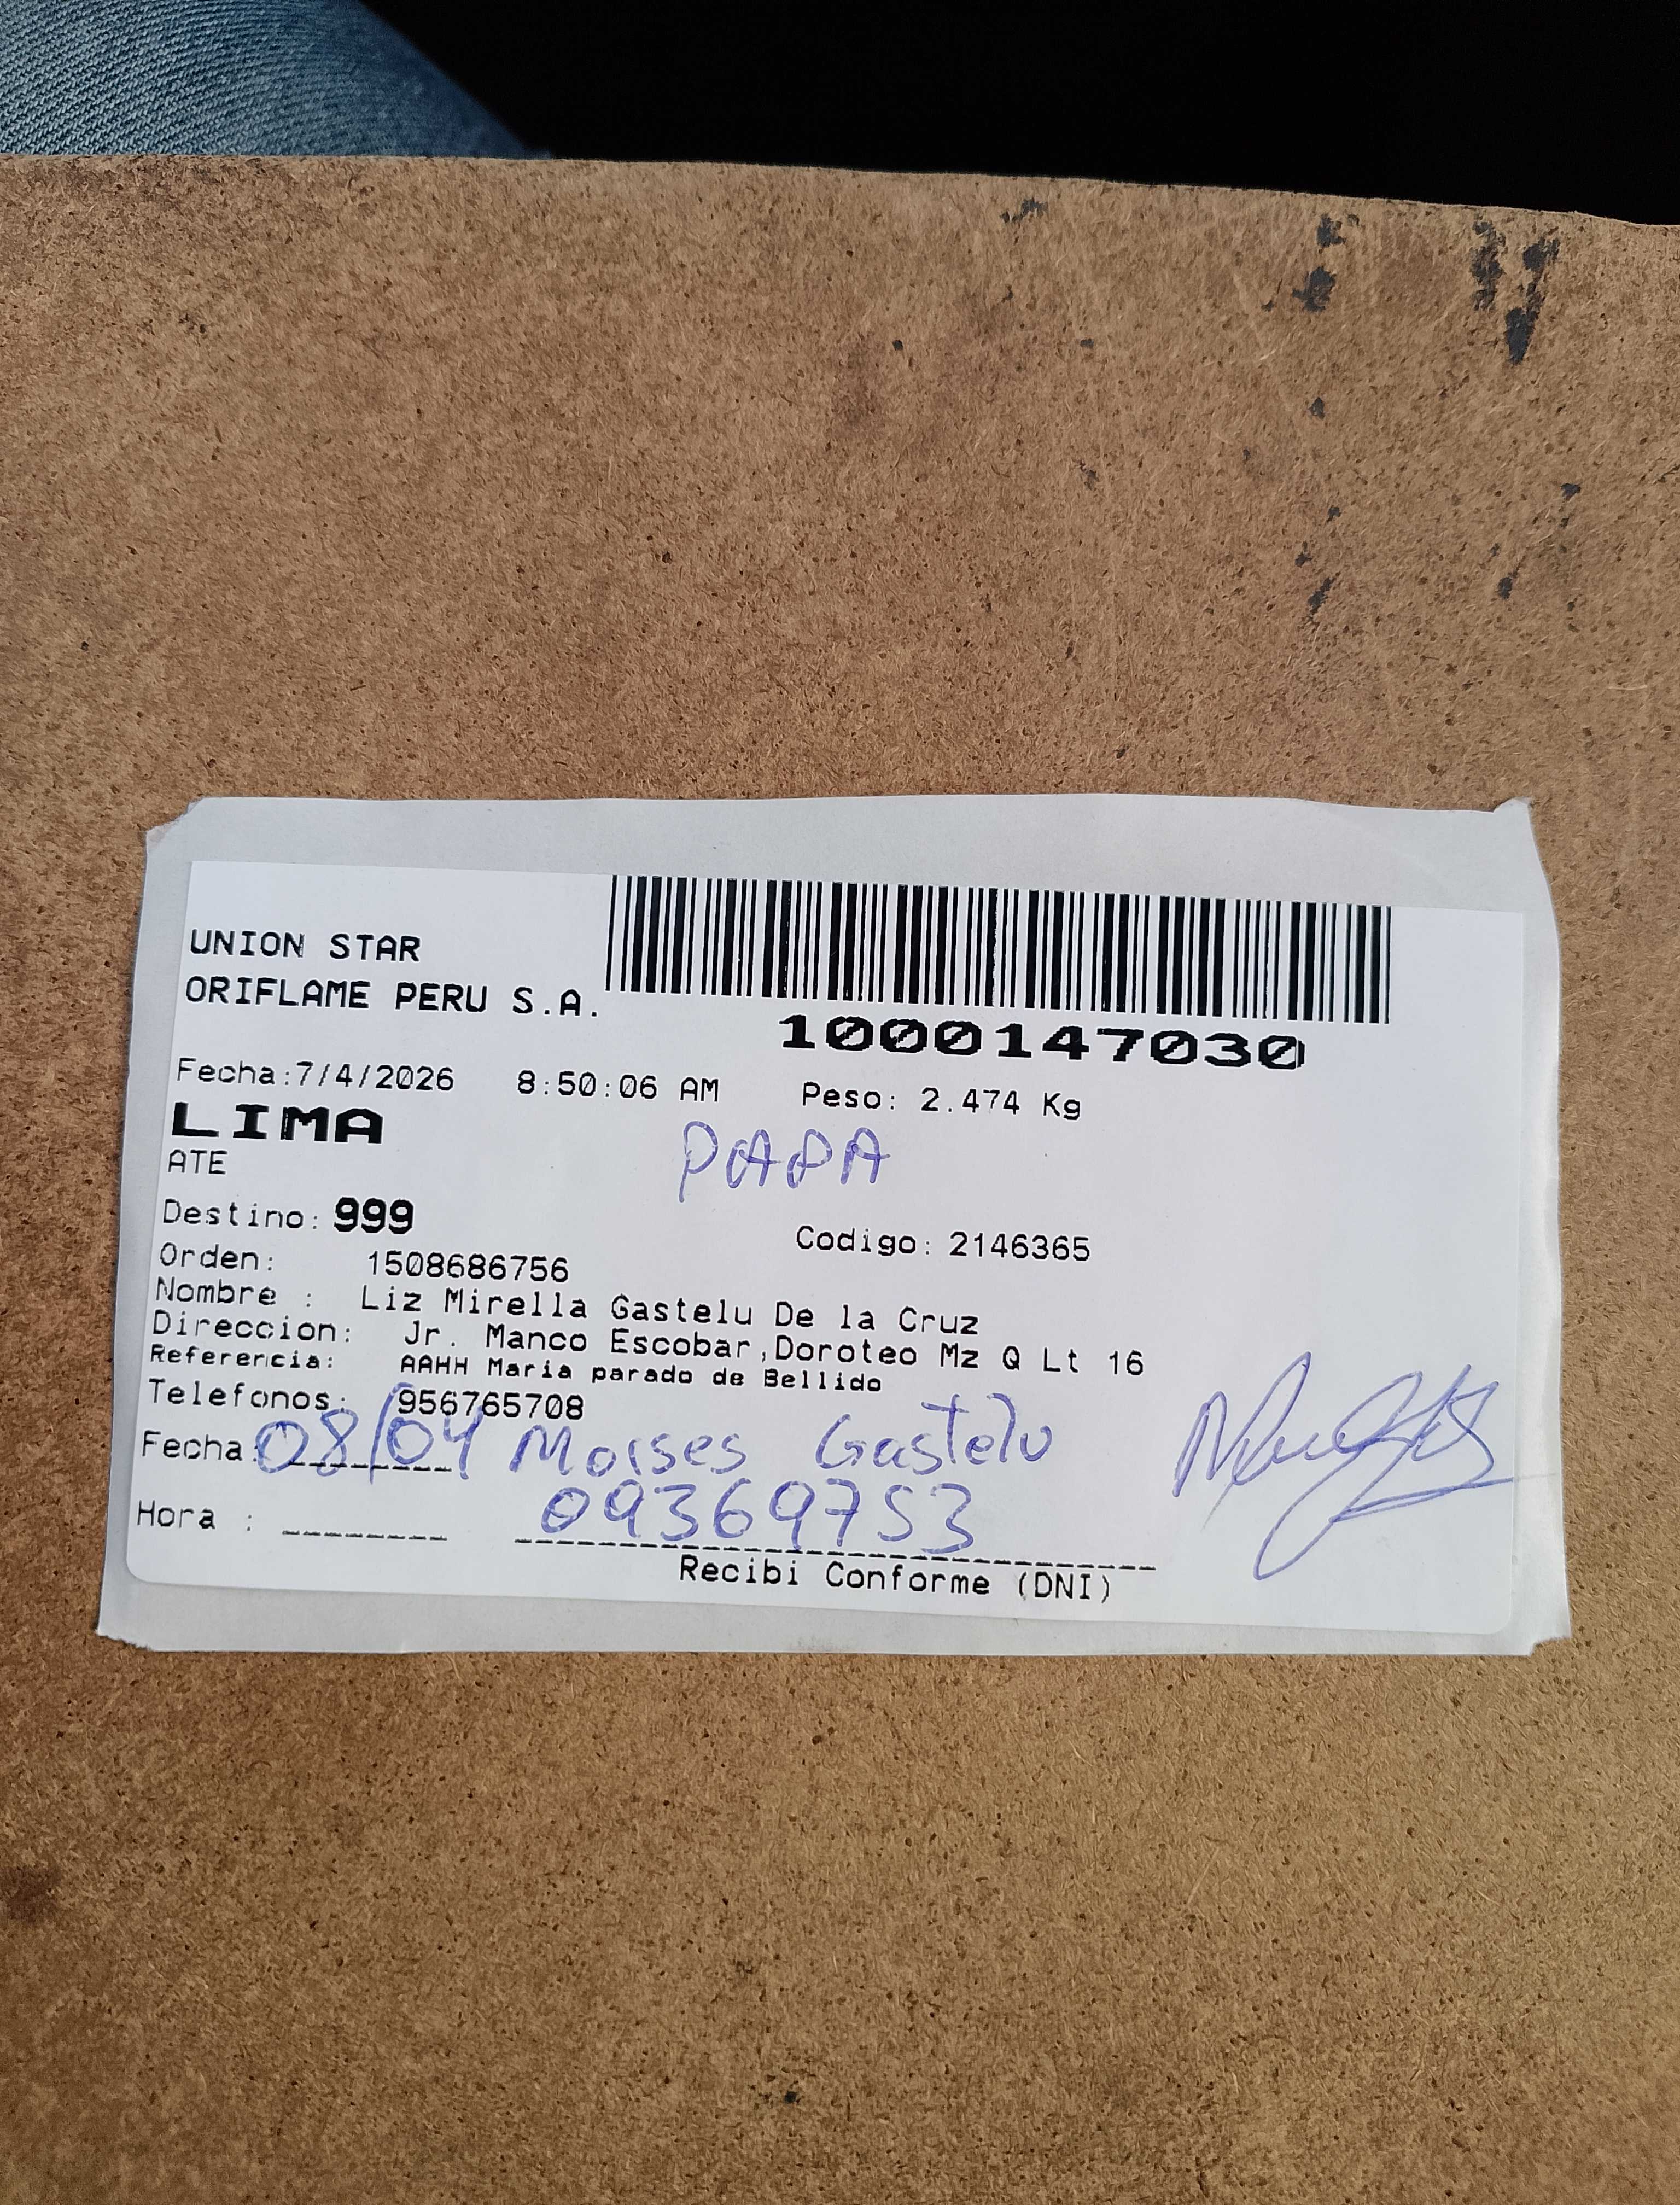 UNION STAR
ORIFLAME PERU S.A.
1000147030
Fecha:7/4/2026 8:50:06 AM Peso: 2.474 Kg
LIMA
PAPA
ATE
Destino: 999
Codigo: 2146365
Orden: 1508686756
Nombre : Liz Mirella Gastelu De la Cruz
Direccion: Jr. Manco Escobar,Doroteo Mz Q Lt 16
Referencia: AAHH Maria parado de Bellido
Telefonos: 956765708
Fecha: 08/04 Moises Gastelu
Hora : 09369753
Recibi Conforme (DNI)